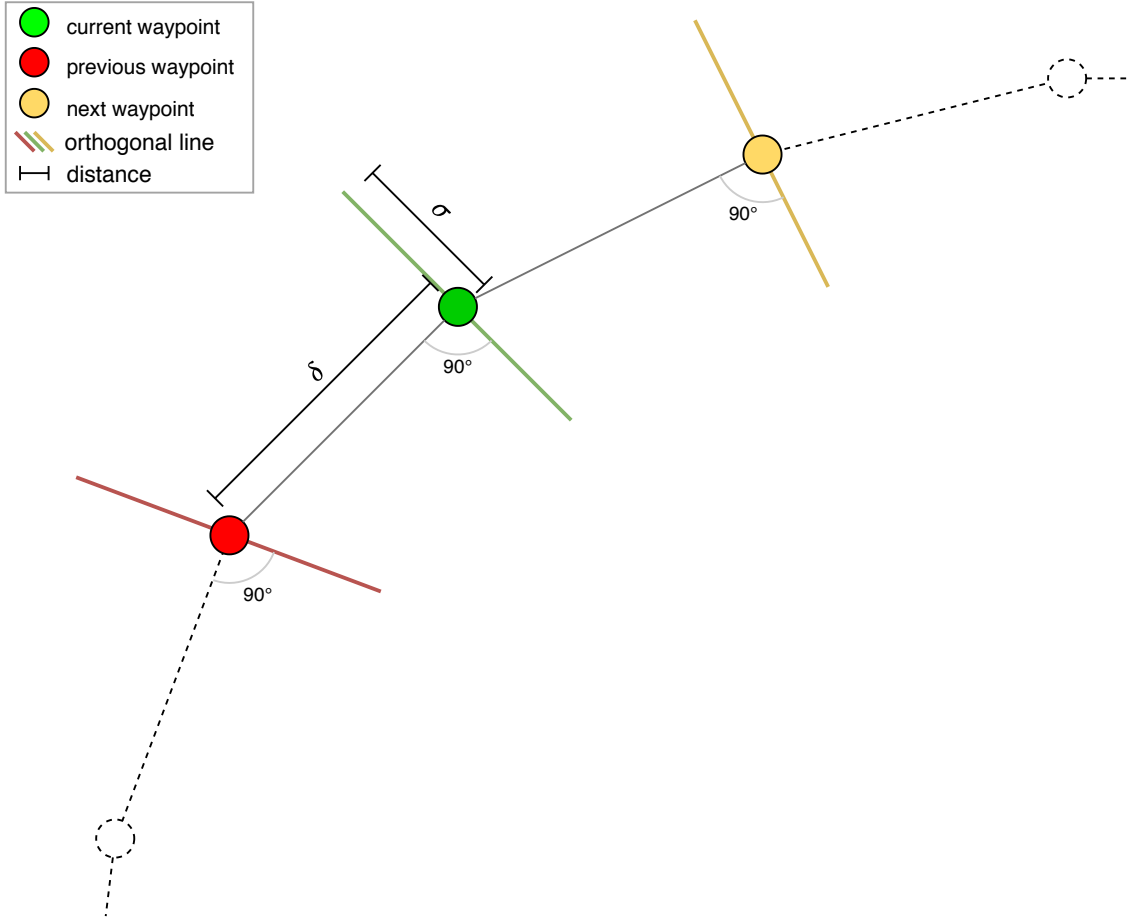 current waypoint
previous waypoint
next waypoint
orthogonal line
distance
σ
90°
δ
90°
90°